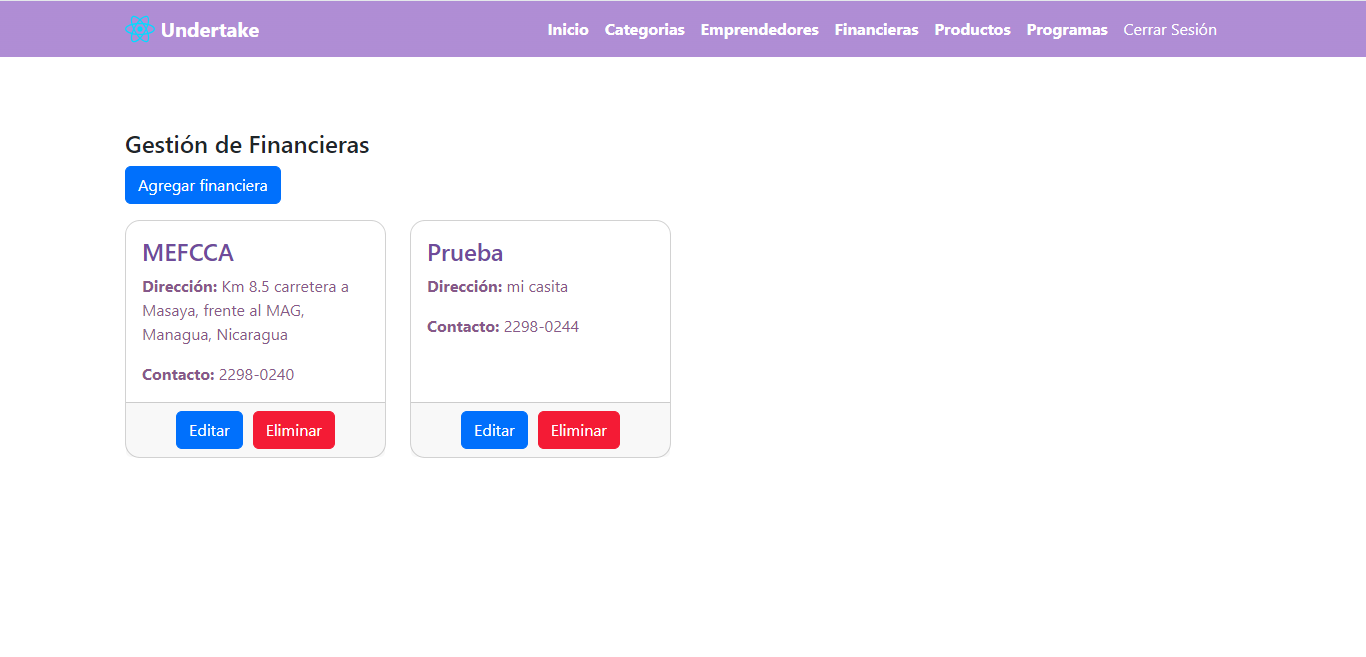 Undertake
Inicio Categorias Emprendedores Financieras Productos Programas Cerrar Sesión
Gestión de Financieras
Agregar financiera
MEFCCA
Dirección: Km 8.5 carretera a
Masaya, frente al MAG,
Managua, Nicaragua
Contacto: 2298-0240
Editar Eliminar
Prueba
Dirección: mi casita
Contacto: 2298-0244
Editar Eliminar